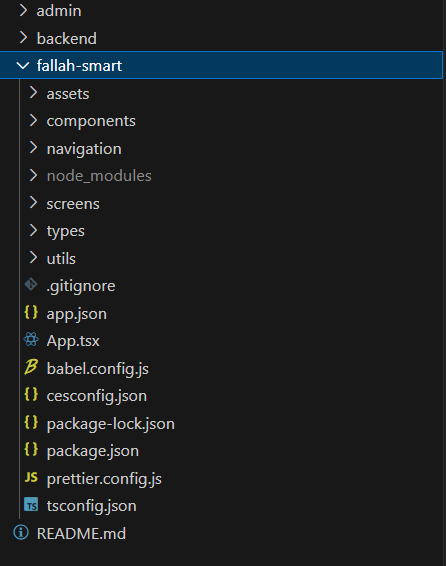 admin
backend
fallah-smart
assets
components
navigation
node_modules
screens
types
utils
.gitignore
{} app.json
App.tsx
babel.config.js
{} cesconfig.json
{} package-lock.json
{} package.json
JS prettier.config.js
TS tsconfig.json
README.md